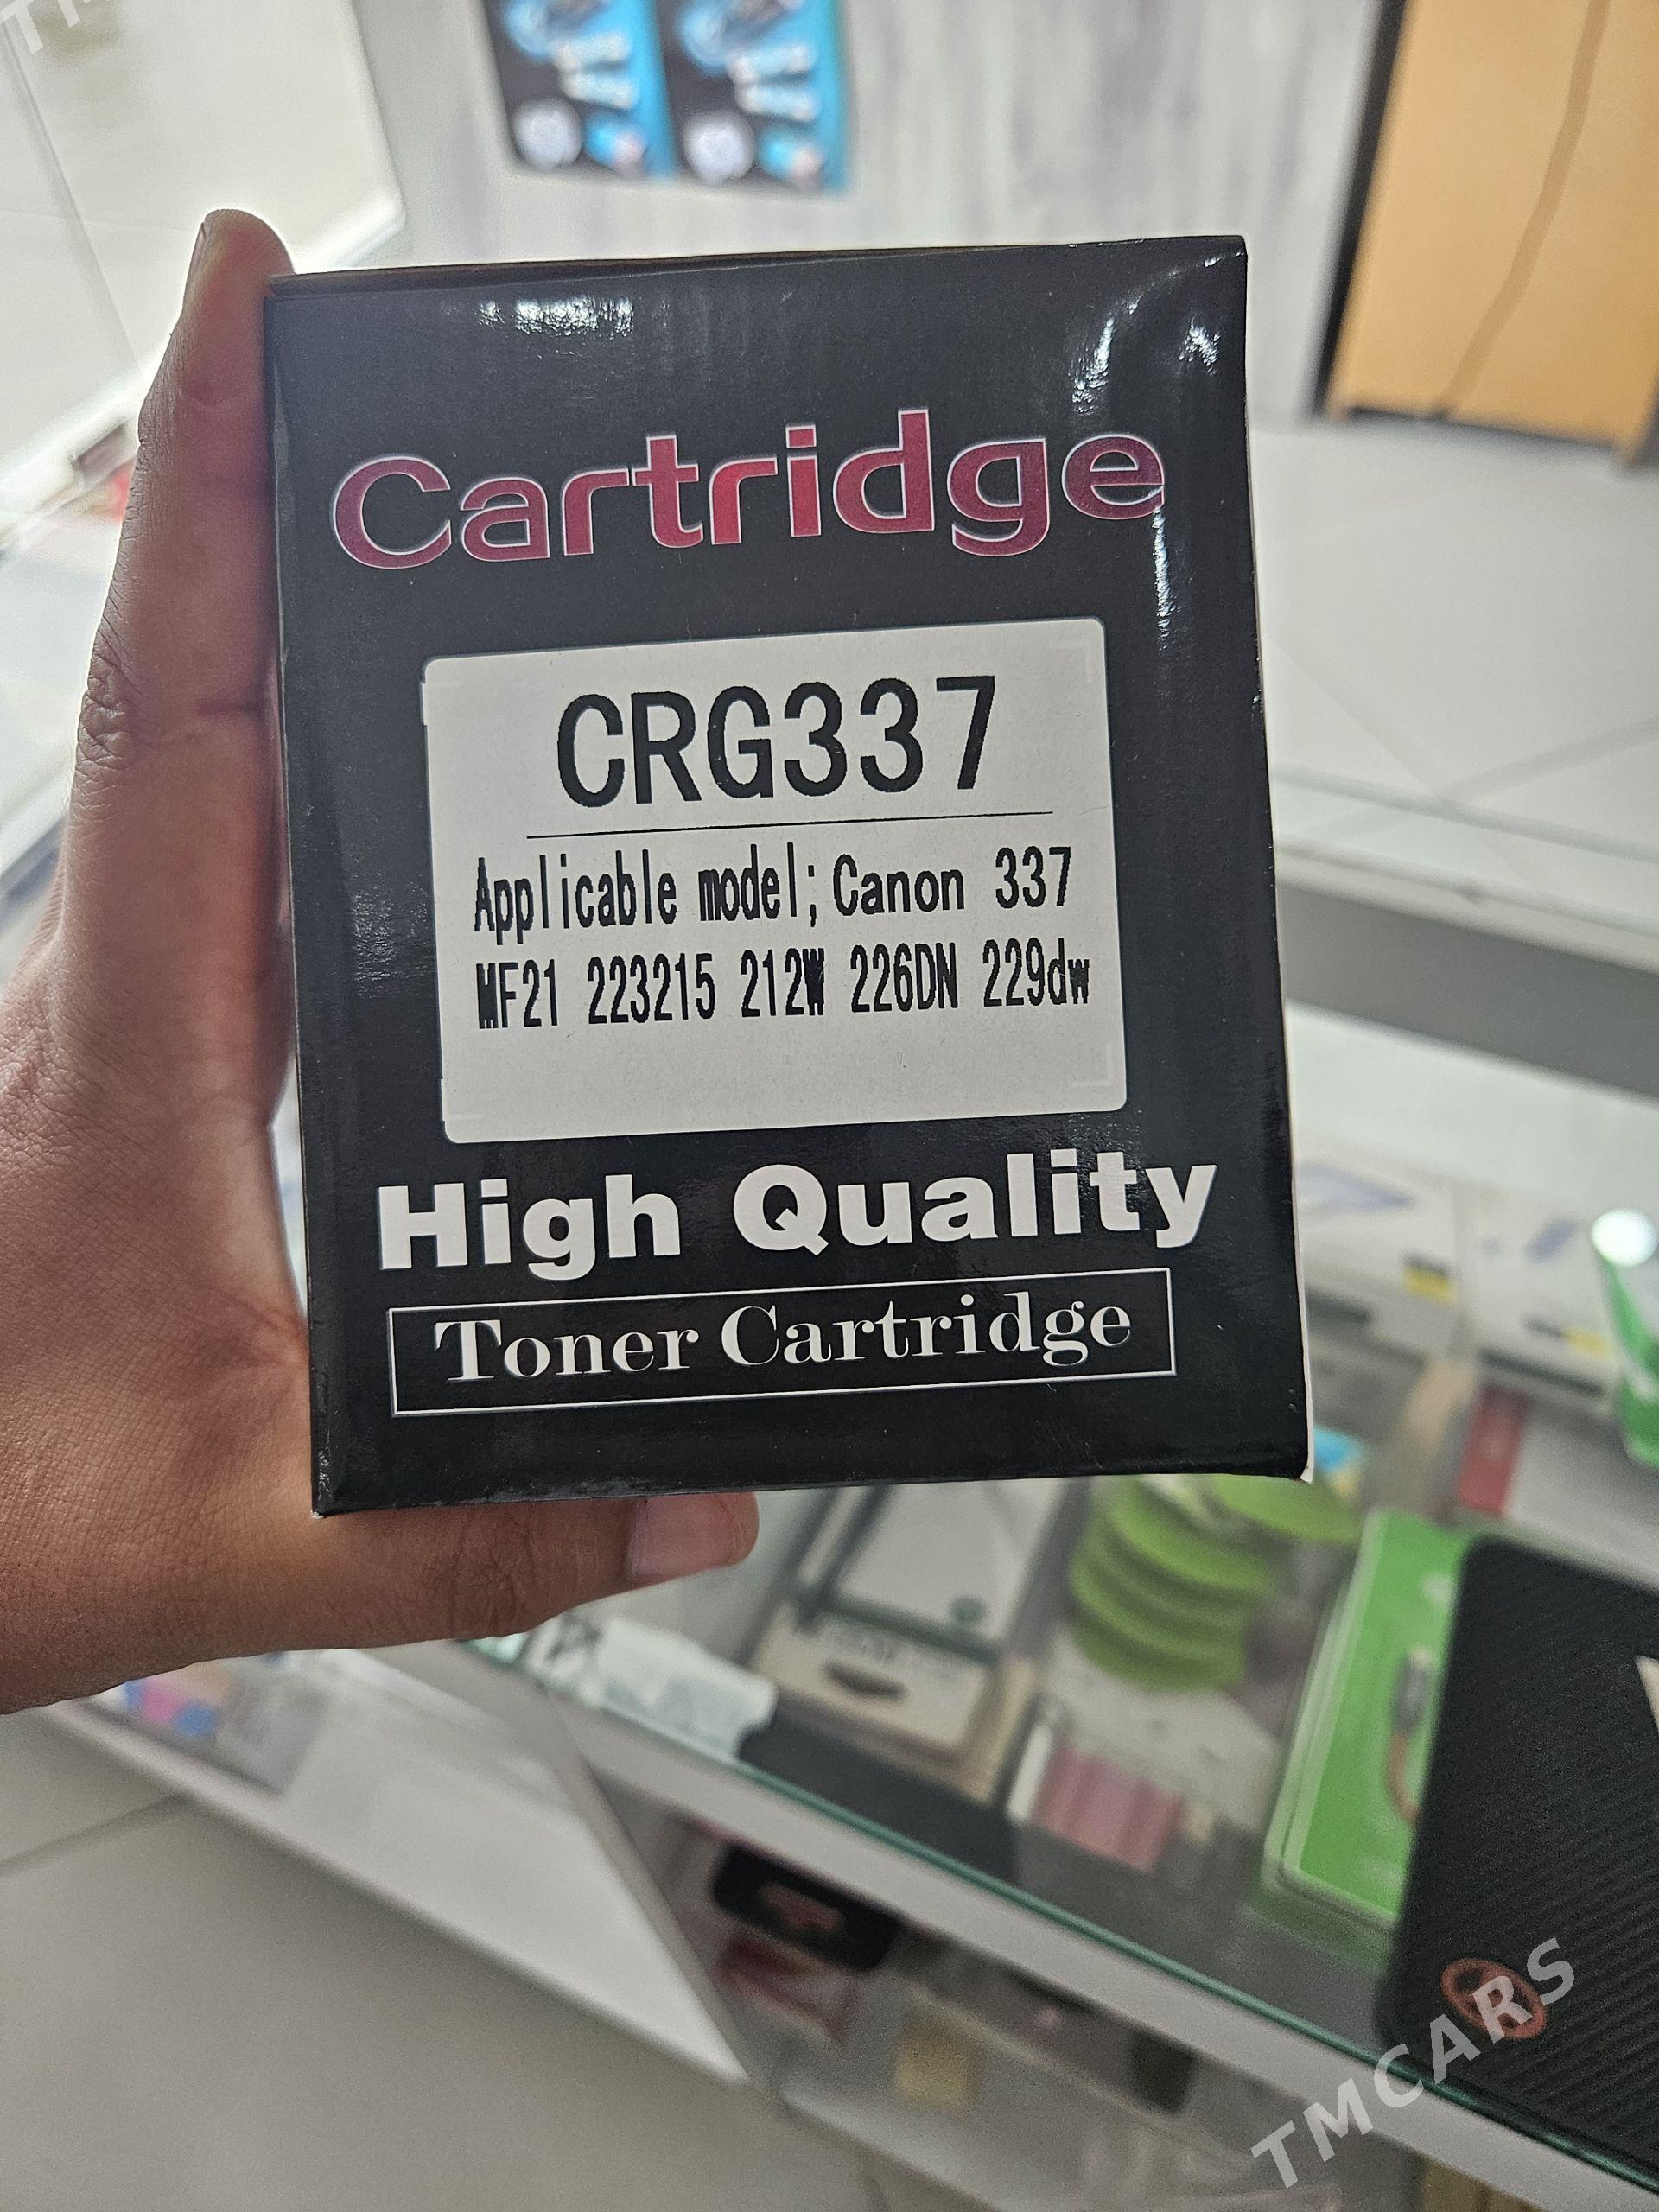 Cartridge
CRG337
Applicable model;Canon 337
MF21 223215 212W 226DN 229dw
High Quality
Toner Cartridge
TMCARS